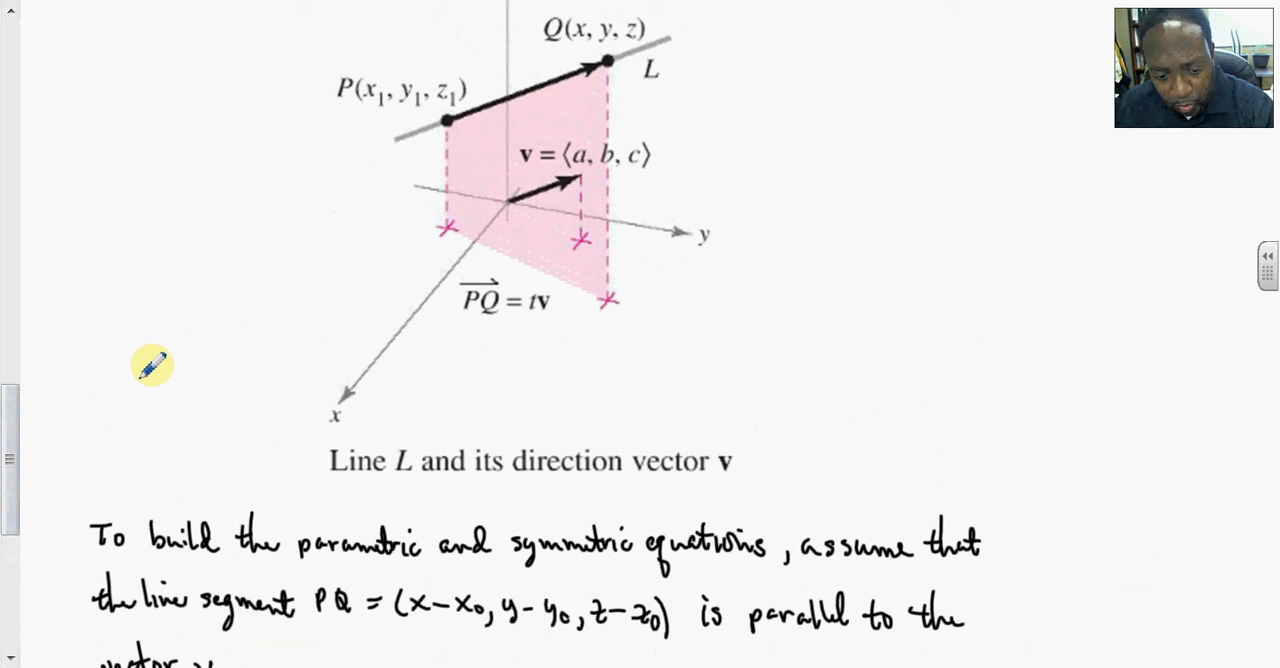 Q(x, y, z)
L
P(x₁, y₁, z₁)
v = ⟨a, b, c⟩
y
PQ = tv
x
Line L and its direction vector v
To build the parametric and symmetric equations, assume that
the line segment PQ = (x-x₀, y-y₀, z-z₀) is parallel to the
vector v